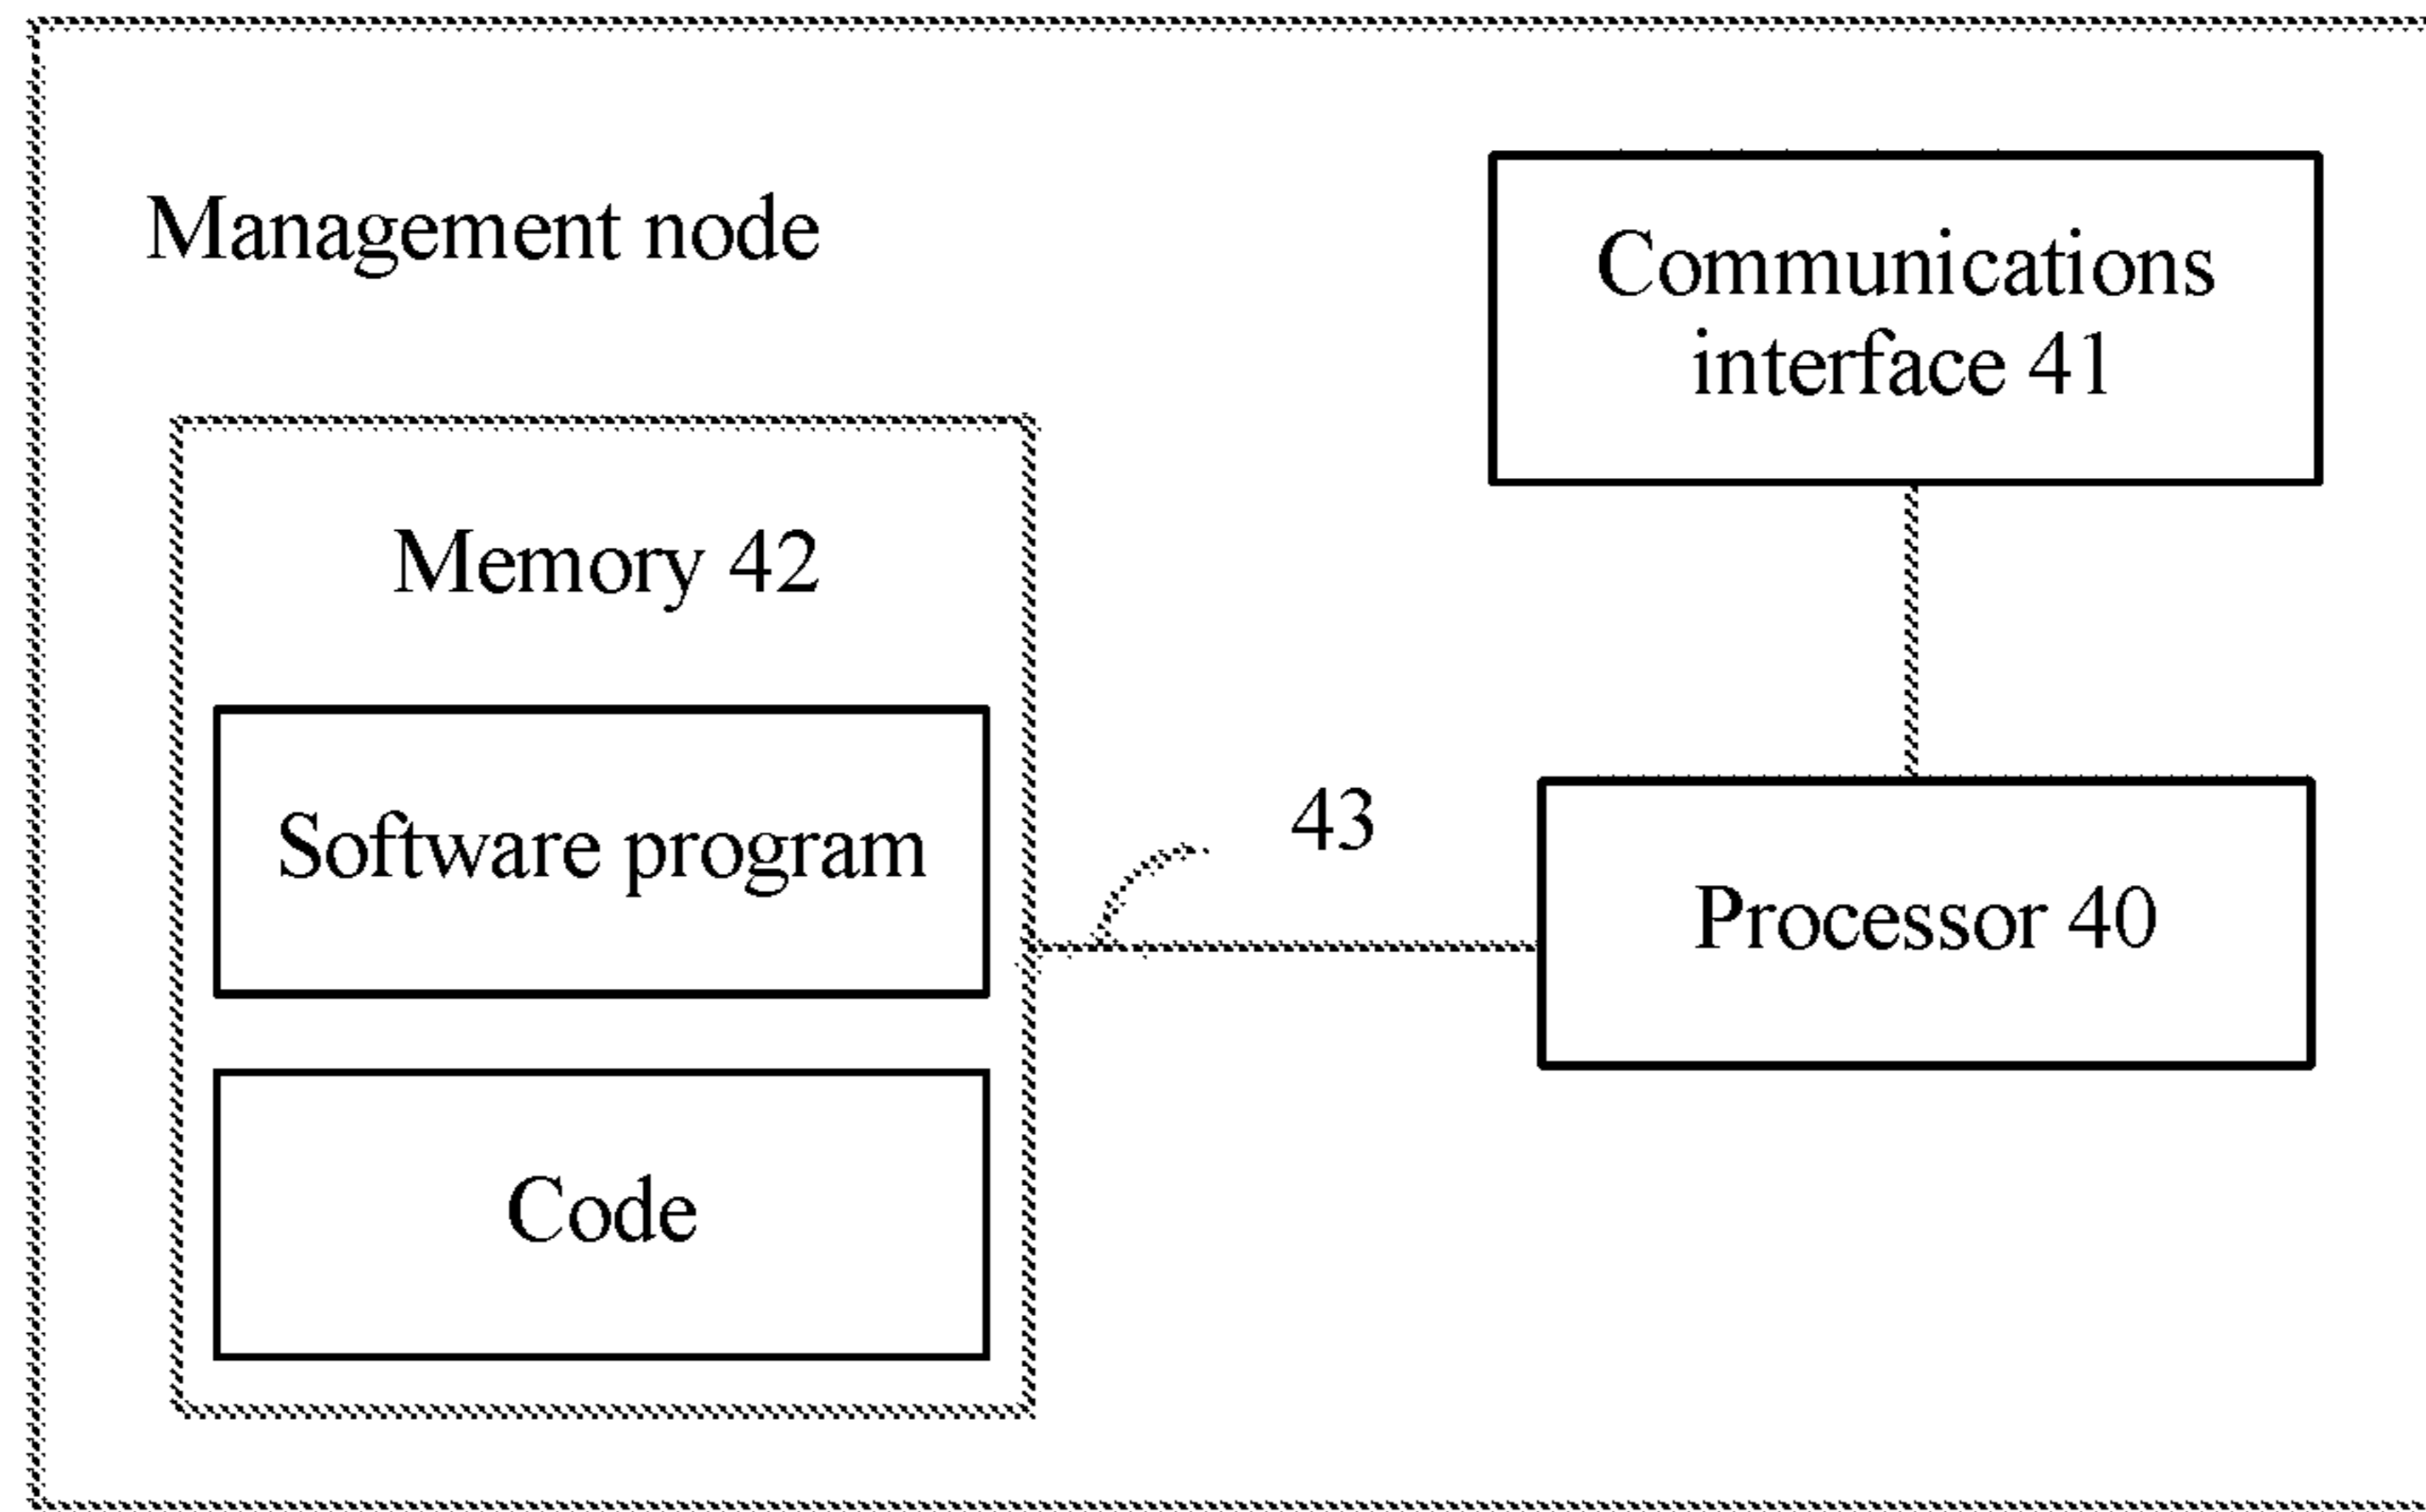 Management node
Communications
interface 41
Memory 42
Software program
43
Processor 40
Code